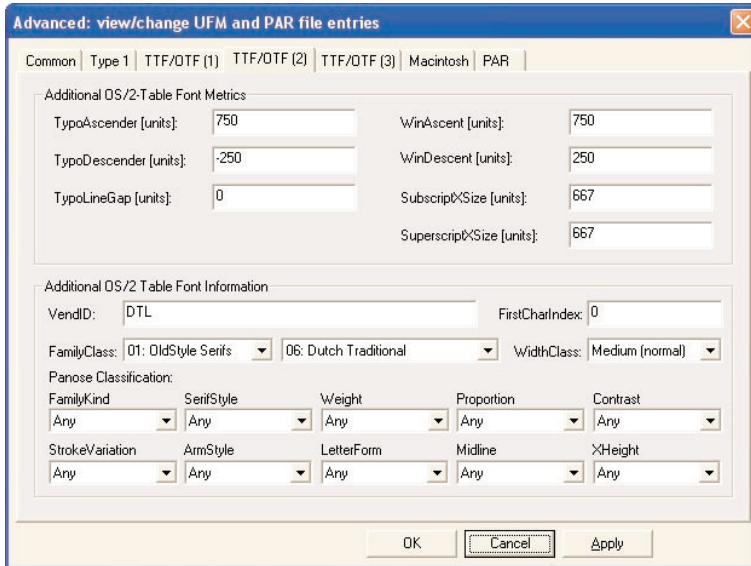 Advanced: view/change UFM and PAR file entries
Common Type 1 TTF/OTF (1) TTF/OTF (2) TTF/OTF (3) Macintosh PAR
Additional OS/2-Table Font Metrics
TypoAscender [units]: 750 WinAscent [units]: 750
TypoDescender [units]: -250 WinDescent [units]: 250
TypoLineGap [units]: 0 SubscriptXSize [units]: 667
SuperscriptXSize [units]: 667
Additional OS/2 Table Font Information
VendID: DTL FirstCharIndex: 0
FamilyClass: 01: OldStyle Serifs 06: Dutch Traditional WidthClass: Medium (normal)
Panose Classification:
FamilyKind SerifStyle Weight Proportion Contrast
Any Any Any Any Any
StrokeVariation ArmStyle LetterForm Midline XHeight
Any Any Any Any Any
OK Cancel Apply